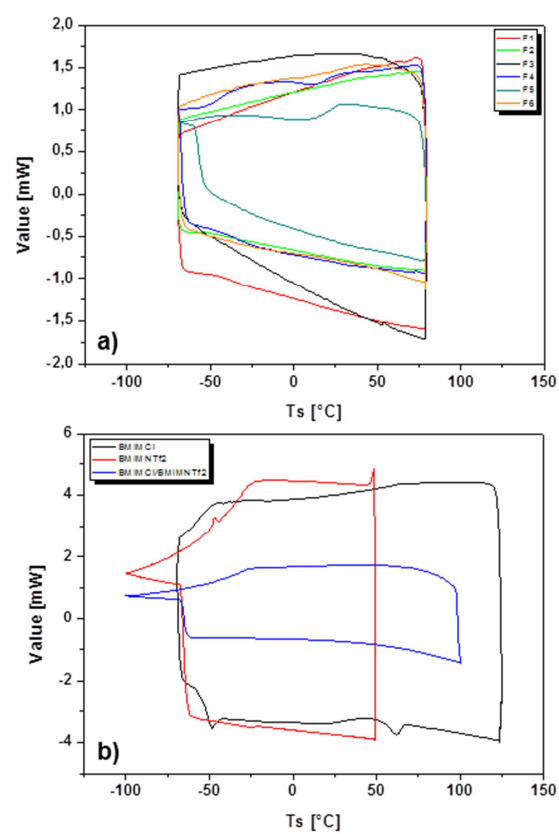 2,0
1,5
1,0
0,5
0,0
-0,5
-1,0
-1,5
2,0
Value [mW]
F1
F2
F3
F4
F5
F6
a)
-100 -50 0 50 100 150
Ts [°C]
6
4
2
0
-2
-4
Value [mW]
BMIMCl
BMIMNTf2
BMIMCl/BMIMNTf2
b)
-100 -50 0 50 100 150
Ts [°C]